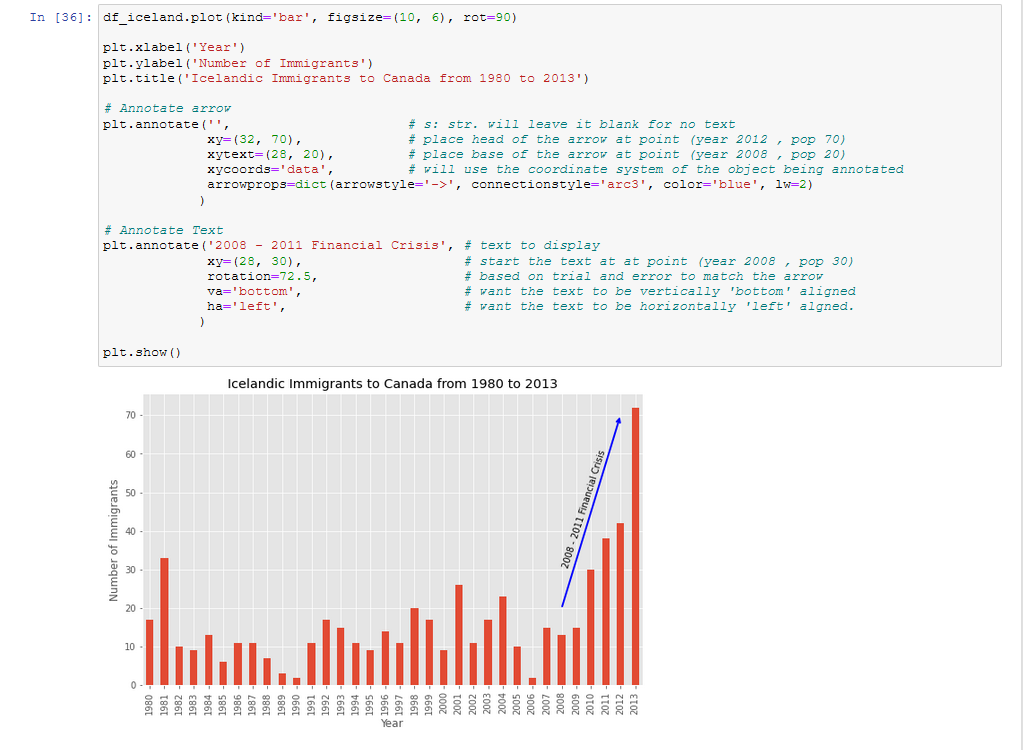 In [36]: df_iceland.plot(kind='bar', figsize=(10, 6), rot=90)
plt.xlabel('Year')
plt.ylabel('Number of Immigrants')
plt.title('Icelandic Immigrants to Canada from 1980 to 2013')
# Annotate arrow
plt.annotate('', # s: str. will leave it blank for no text
xy=(32, 70), # place head of the arrow at point (year 2012 , pop 70)
xytext=(28, 20), # place base of the arrow at point (year 2008 , pop 20)
xycoords='data', # will use the coordinate system of the object being annotated
arrowprops=dict(arrowstyle='->', connectionstyle='arc3', color='blue', lw=2)
)
# Annotate Text
plt.annotate('2008 - 2011 Financial Crisis', # text to display
xy=(28, 30), # start the text at at point (year 2008 , pop 30)
rotation=72.5, # based on trial and error to match the arrow
va='bottom', # want the text to be vertically 'bottom' aligned
ha='left', # want the text to be horizontally 'left' algned.
)
plt.show()
Icelandic Immigrants to Canada from 1980 to 2013
Number of Immigrants
70
60
50
40
30
20
10
0
2008 - 2011 Financial Crisis
1980 1981 1982 1983 1984 1985 1986 1987 1988 1989 1990 1991 1992 1993 1994 1995 1996 1997 1998 1999 2000 2001 2002 2003 2004 2005 2006 2007 2008 2009 2010 2011 2012 2013
Year